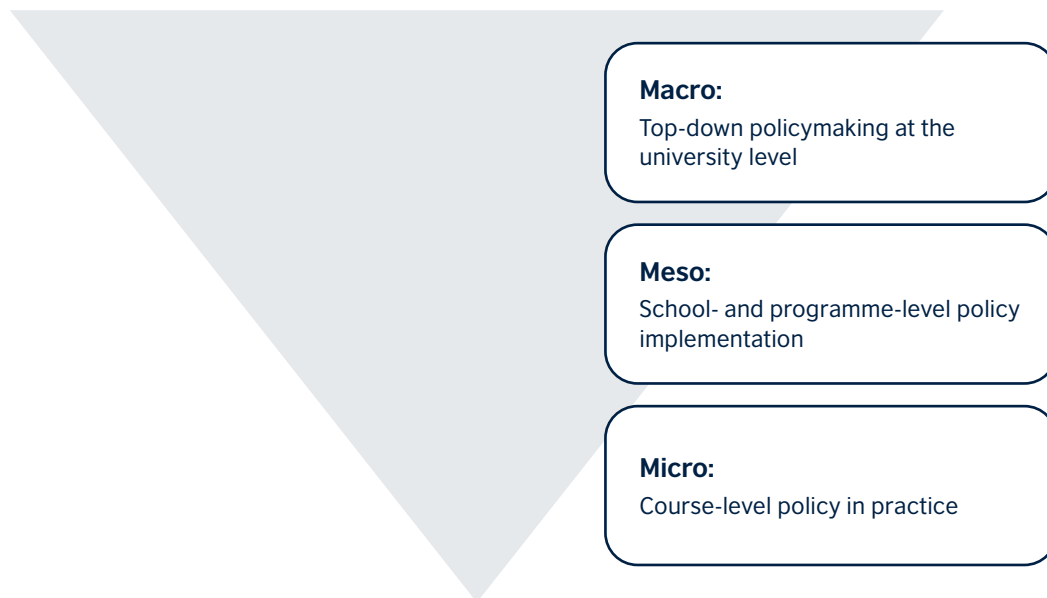 Macro:
Top-down policymaking at the
university level
Meso:
School- and programme-level policy
implementation
Micro:
Course-level policy in practice